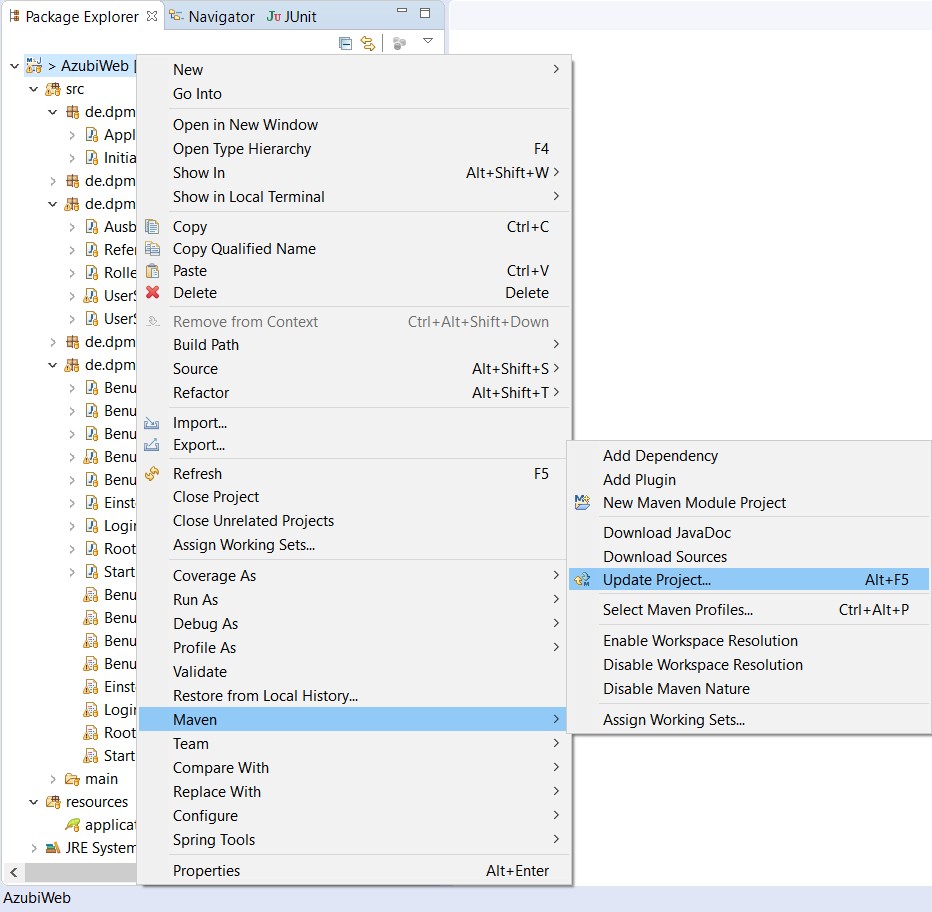 Package Explorer Navigator JUnit
> AzubiWeb [
src
de.dpm
Appl
Initia
de.dpm
de.dpm
Ausb
Refer
Rolle
UserS
UserS
de.dpm
de.dpm
Benu
Benu
Benu
Benu
Benu
Einst
Login
Root
Start
Benu
Benu
Benu
Benu
Einst
Login
Root
Start
main
resources
applicat
JRE System
New
Go Into
Open in New Window
Open Type Hierarchy F4
Show In Alt+Shift+W
Show in Local Terminal
Copy Ctrl+C
Copy Qualified Name
Paste Ctrl+V
Delete Delete
Remove from Context Ctrl+Alt+Shift+Down
Build Path
Source Alt+Shift+S
Refactor Alt+Shift+T
Import...
Export...
Refresh F5
Close Project
Close Unrelated Projects
Assign Working Sets...
Coverage As
Run As
Debug As
Profile As
Validate
Restore from Local History...
Maven
Team
Compare With
Replace With
Configure
Spring Tools
Properties Alt+Enter
Add Dependency
Add Plugin
New Maven Module Project
Download JavaDoc
Download Sources
Update Project... Alt+F5
Select Maven Profiles... Ctrl+Alt+P
Enable Workspace Resolution
Disable Workspace Resolution
Disable Maven Nature
Assign Working Sets...
AzubiWeb